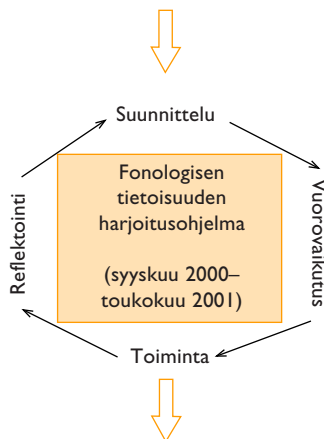 Suunnittelu
Fonologisen
tietoisuuden
harjoitusohjelma
(syyskuu 2000–
toukokuu 2001)
Vuorovaikutus
Reflektointi
Toiminta